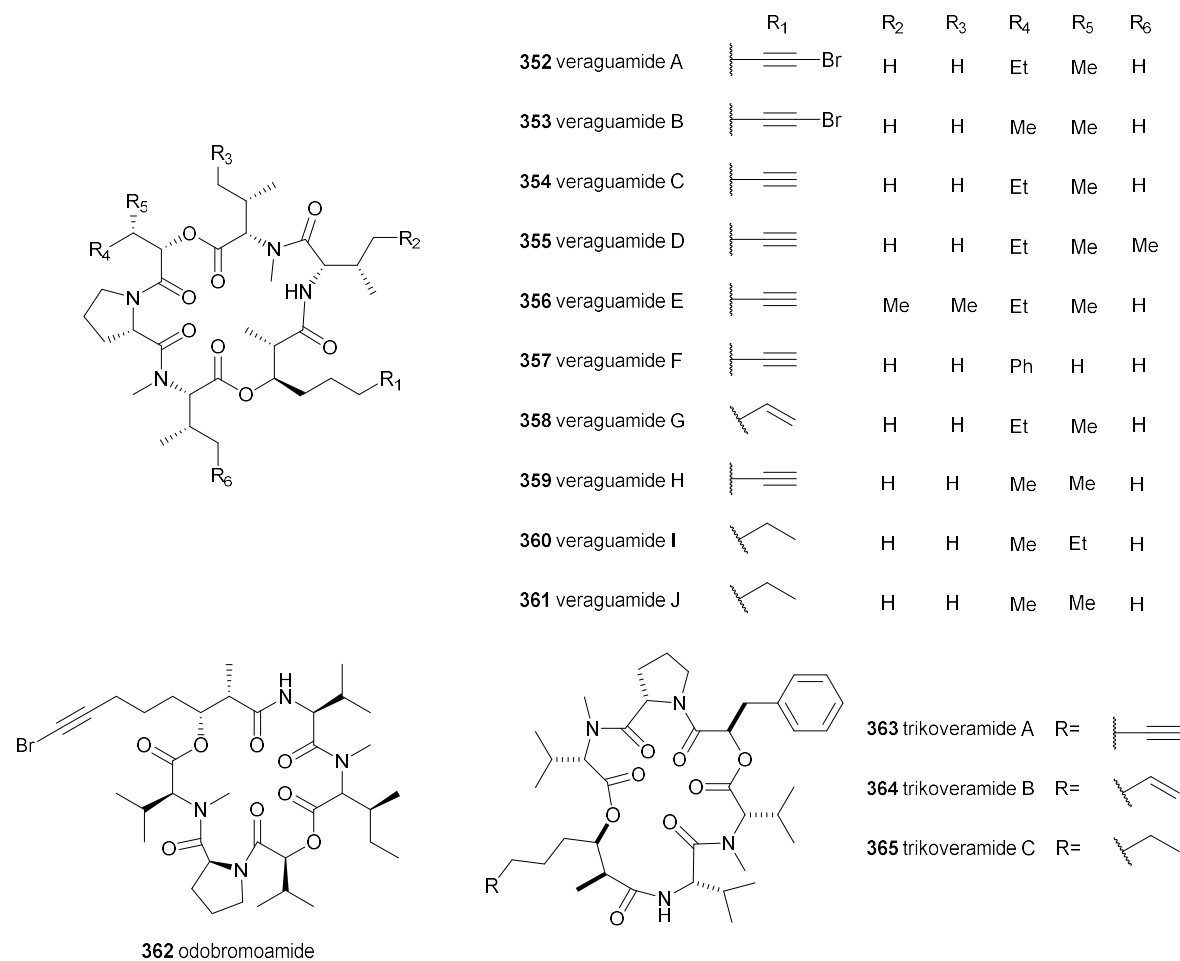 R1 R2 R3 R4 R5 R6
352 veraguamide A Br H H Et Me H
353 veraguamide B Br H H Me Me H
354 veraguamide C H H Et Me H
355 veraguamide D H H Et Me Me
356 veraguamide E Me Me Et Me H
357 veraguamide F H H Ph H H
358 veraguamide G H H Et Me H
359 veraguamide H H H Me Me H
360 veraguamide I H H Me Et H
361 veraguamide J H H Me Me H
R3
R5
O
R4 O O R2
N
O
HN
N O
O
O O
N O R1
R6
H
N
O
Br O O
O N
N O O
O O
N
362 odobromoamide
N
N O
O O
O O
O
O N
R
O N
H
363 trikoveramide A R=
364 trikoveramide B R=
365 trikoveramide C R=